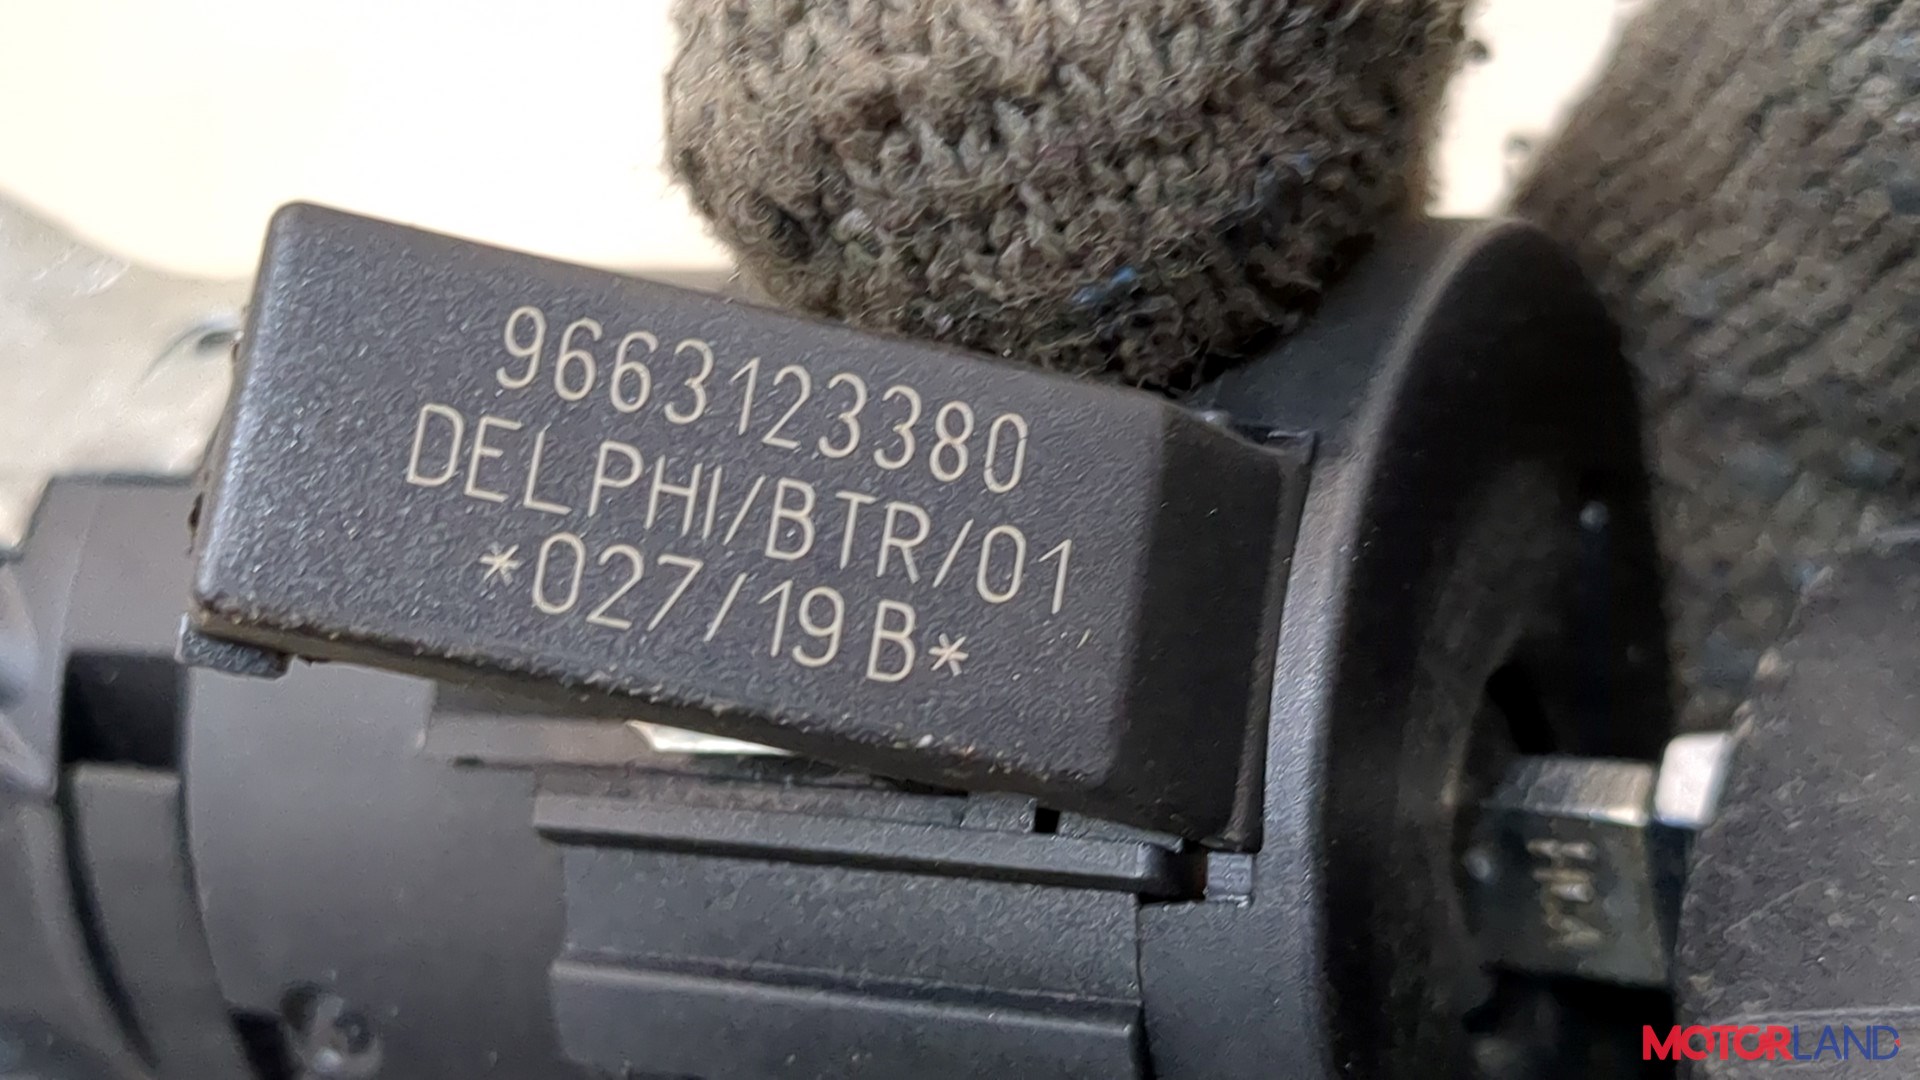 9663123380
DELPHI/BTR/01
*027/19B*
MOTORLAND